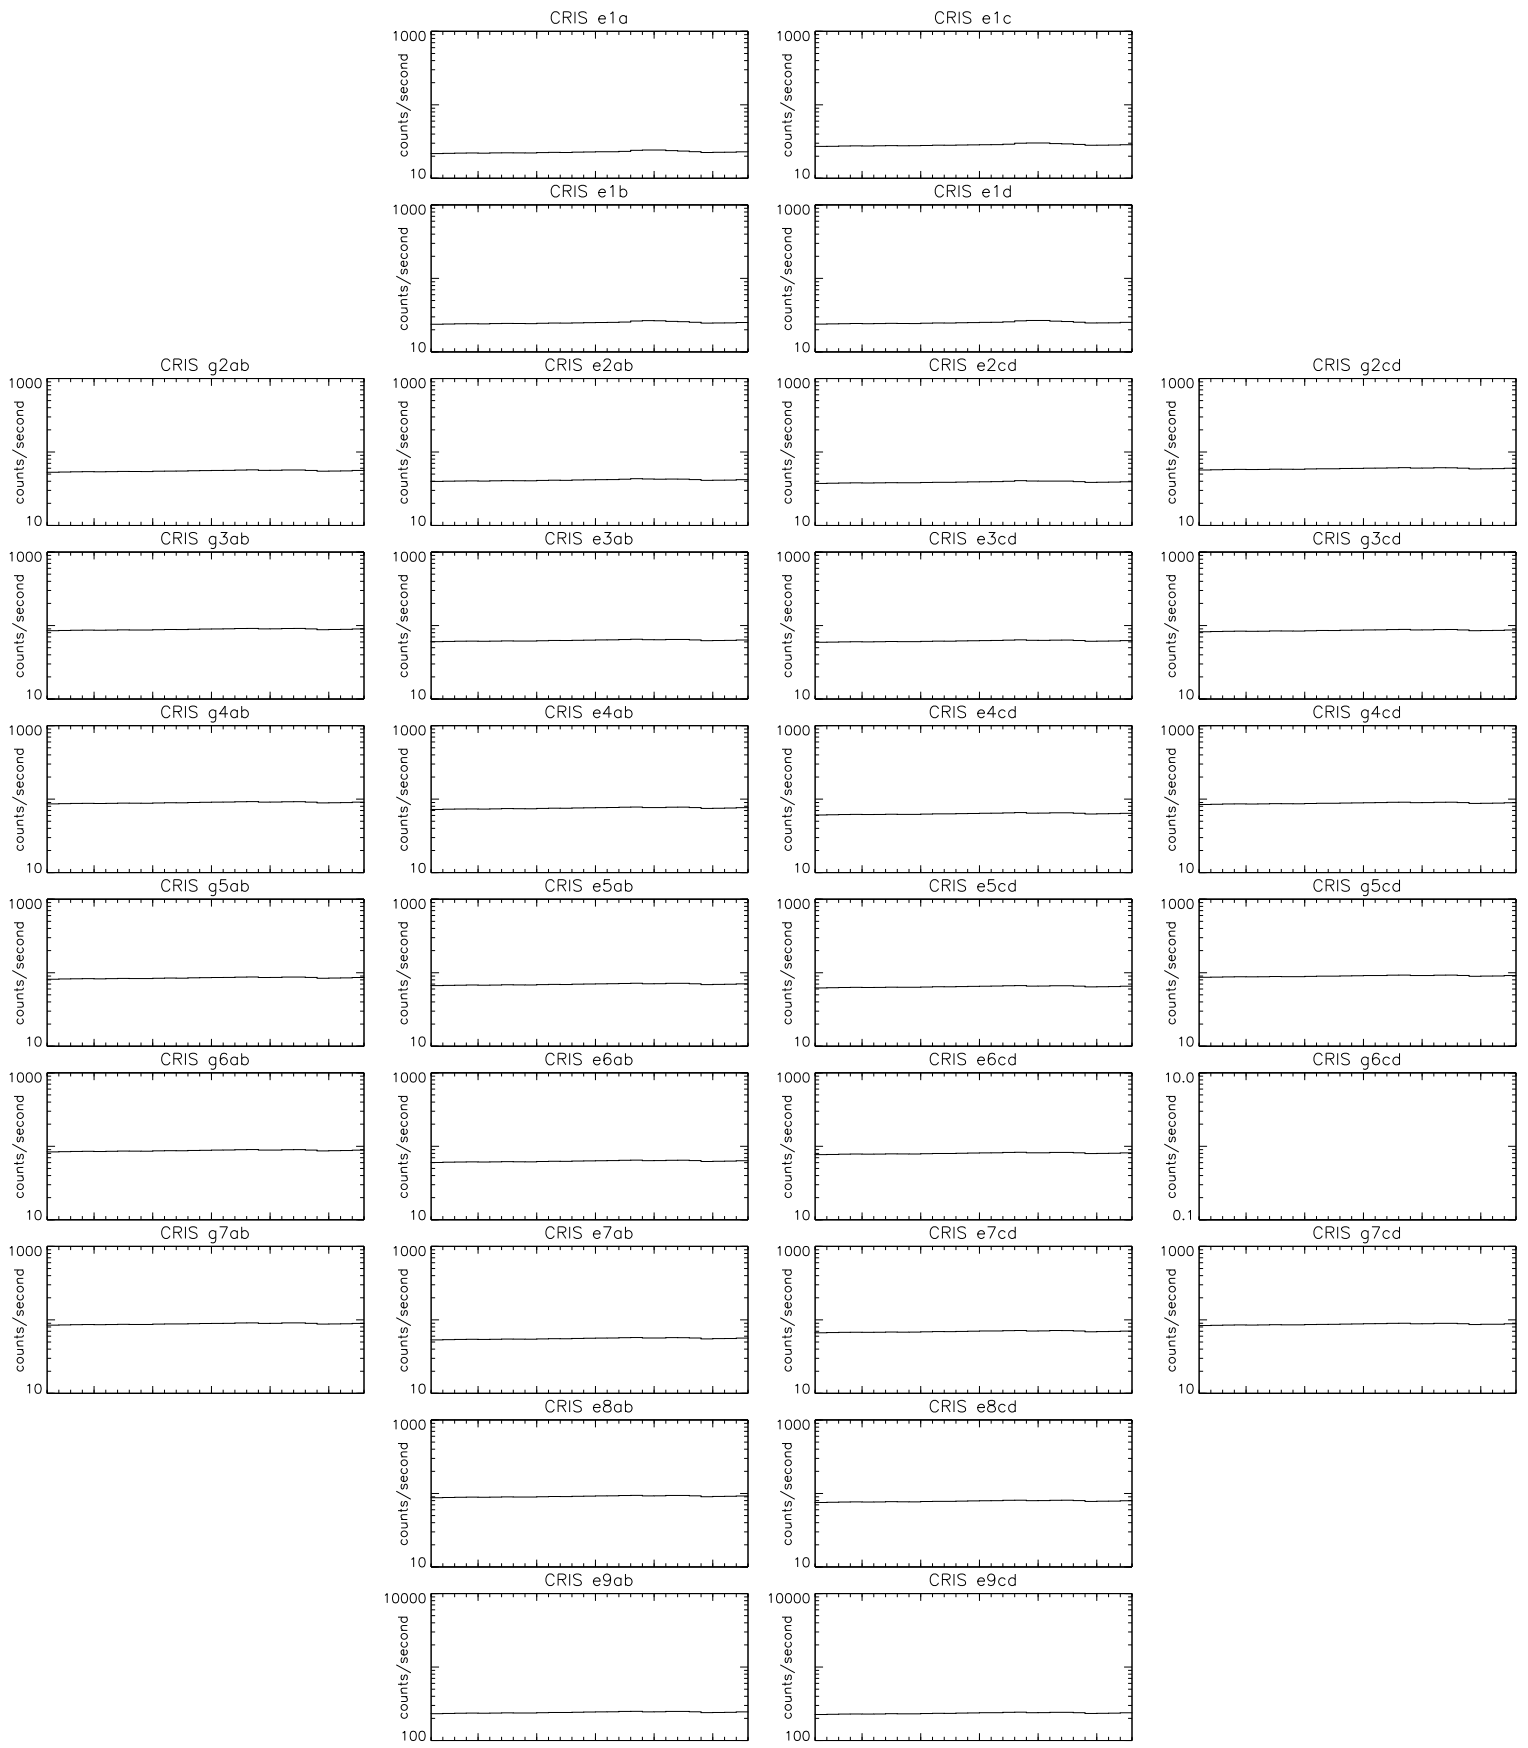 CRIS e1a
CRIS e1c
1000
counts/second
10
1000
counts/second
10
CRIS e1b
CRIS e1d
1000
counts/second
10
1000
counts/second
10
CRIS g2ab
CRIS e2ab
CRIS e2cd
CRIS g2cd
1000
counts/second
10
1000
counts/second
10
1000
counts/second
10
1000
counts/second
10
CRIS g3ab
CRIS e3ab
CRIS e3cd
CRIS g3cd
1000
counts/second
10
1000
counts/second
10
1000
counts/second
10
1000
counts/second
10
CRIS g4ab
CRIS e4ab
CRIS e4cd
CRIS g4cd
1000
counts/second
10
1000
counts/second
10
1000
counts/second
10
1000
counts/second
10
CRIS g5ab
CRIS e5ab
CRIS e5cd
CRIS g5cd
1000
counts/second
10
1000
counts/second
10
1000
counts/second
10
1000
counts/second
10
CRIS g6ab
CRIS e6ab
CRIS e6cd
CRIS g6cd
1000
counts/second
10
1000
counts/second
10
1000
counts/second
10
10.0
counts/second
0.1
CRIS g7ab
CRIS e7ab
CRIS e7cd
CRIS g7cd
1000
counts/second
10
1000
counts/second
10
1000
counts/second
10
1000
counts/second
10
CRIS e8ab
CRIS e8cd
1000
counts/second
10
1000
counts/second
10
CRIS e9ab
CRIS e9cd
10000
counts/second
100
10000
counts/second
100